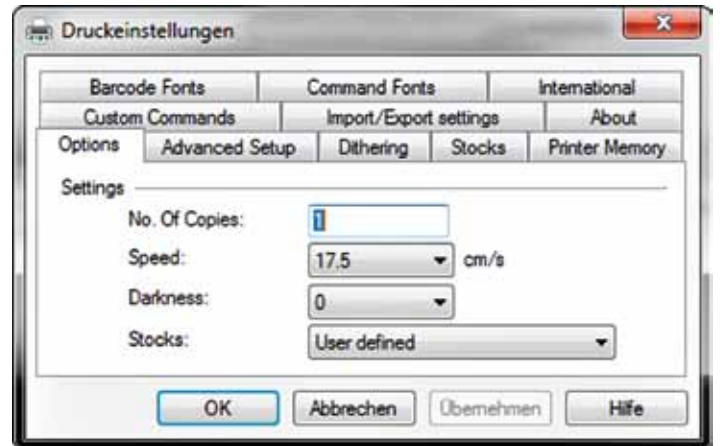 Druckeinstellungen
Barcode Fonts Command Fonts International
Custom Commands Import/Export settings About
Options Advanced Setup Dithering Stocks Printer Memory
Settings
No. Of Copies: 1
Speed: 17.5 cm/s
Darkness: 0
Stocks: User defined
OK Abbrechen Übernehmen Hilfe